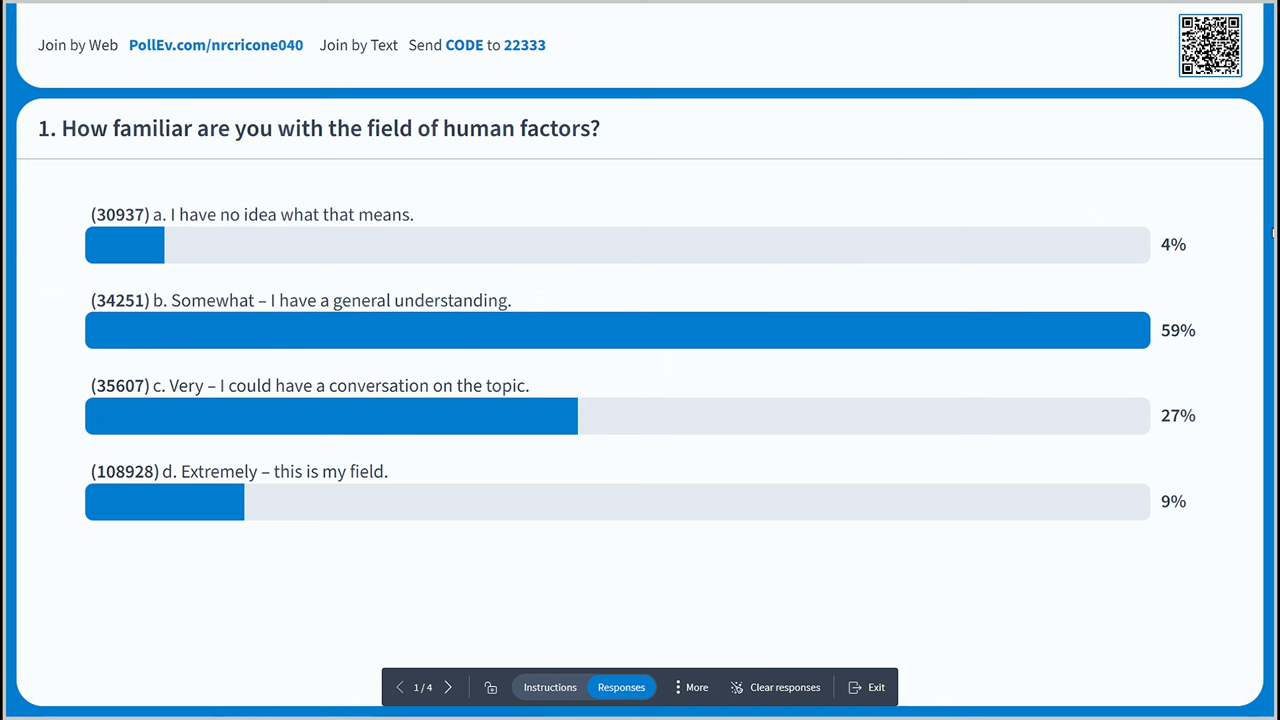 Join by Web PollEv.com/nrcricone040 Join by Text Send CODE to 22333
1. How familiar are you with the field of human factors?
(30937) a. I have no idea what that means.
4%
(34251) b. Somewhat – I have a general understanding.
59%
(35607) c. Very – I could have a conversation on the topic.
27%
(108928) d. Extremely – this is my field.
9%
1 / 4 Instructions Responses More Clear responses Exit